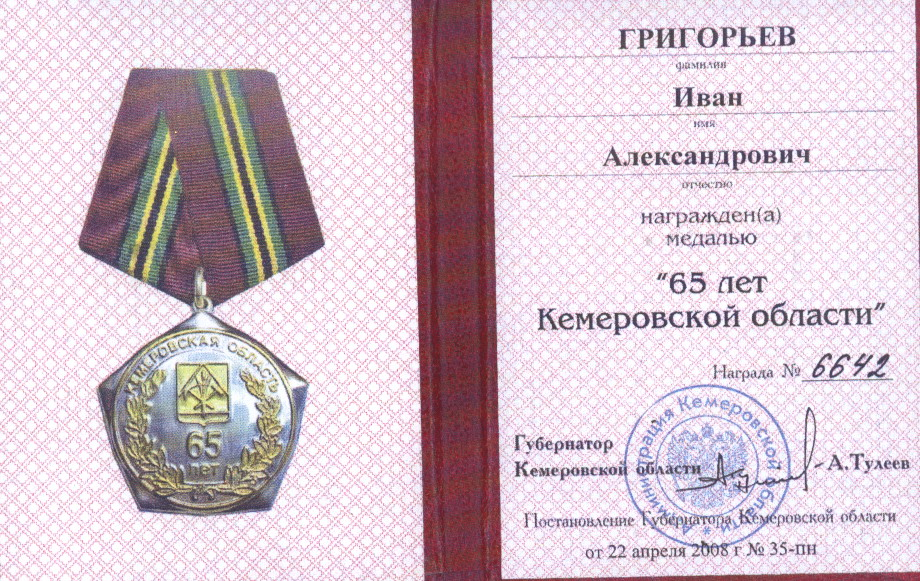 КЕМЕРОВСКАЯ ОБЛАСТЬ
65
лет
ГРИГОРЬЕВ
фамилия
Иван
имя
Александрович
отчество
награжден(а)
медалью
"65 лет
Кемеровской области"
Награда № 6642
Губернатор
Кемеровской области
А.Тулеев
Администрация Кемеровской области
Постановление Губернатора Кемеровской области
от 22 апреля 2008 г № 35-пн